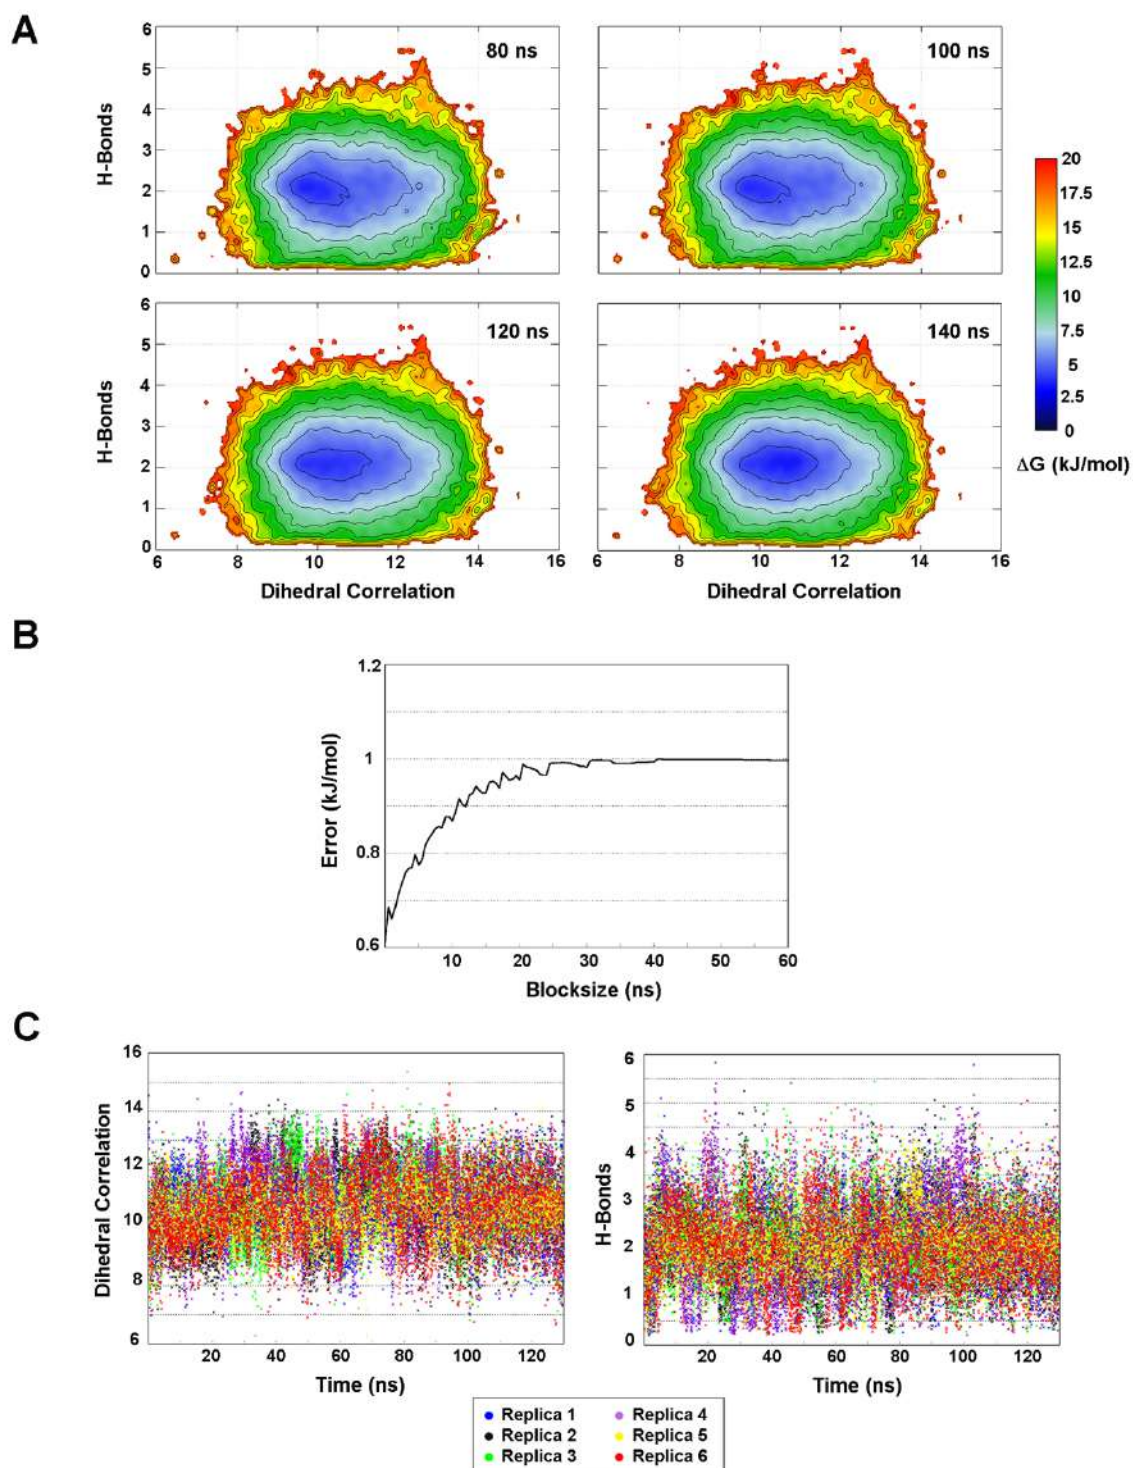 A
80 ns
100 ns
H-Bonds
6
5
4
3
2
1
0
20
17.5
15
12.5
10
7.5
5
2.5
0
ΔG (kJ/mol)
120 ns
140 ns
H-Bonds
6
5
4
3
2
1
0
6 8 10 12 14 16
6 8 10 12 14 16
Dihedral Correlation
Dihedral Correlation
B
Error (kJ/mol)
1.2
1
0.8
0.6
10 20 30 40 50 60
Blocksize (ns)
C
Dihedral Correlation
16
14
12
10
8
6
20 40 60 80 100 120
Time (ns)
H-Bonds
6
5
4
3
2
1
0
20 40 60 80 100 120
Time (ns)
Replica 1 Replica 4
Replica 2 Replica 5
Replica 3 Replica 6